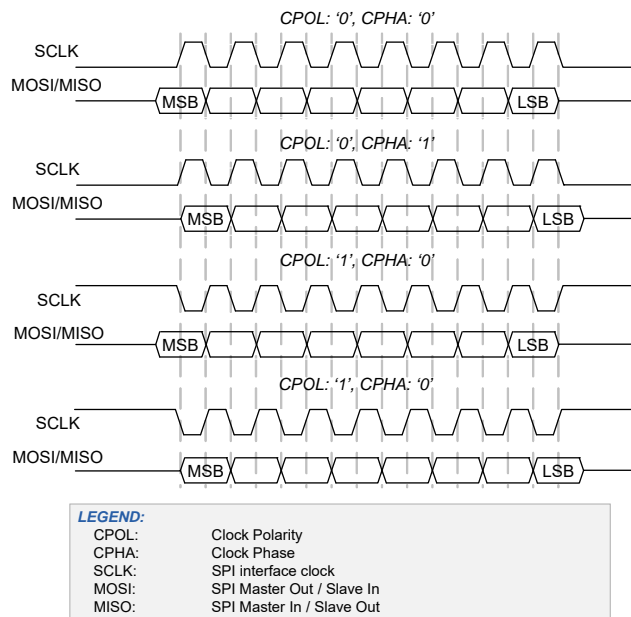 CPOL: ‘0’, CPHA: ‘0’
SCLK
MOSI/MISO
MSB LSB
CPOL: ‘0’, CPHA: ‘1’
SCLK
MOSI/MISO
MSB LSB
CPOL: ‘1’, CPHA: ‘0’
SCLK
MOSI/MISO
MSB LSB
CPOL: ‘1’, CPHA: ‘0’
SCLK
MOSI/MISO
MSB LSB
LEGEND:
CPOL: Clock Polarity
CPHA: Clock Phase
SCLK: SPI interface clock
MOSI: SPI Master Out / Slave In
MISO: SPI Master In / Slave Out